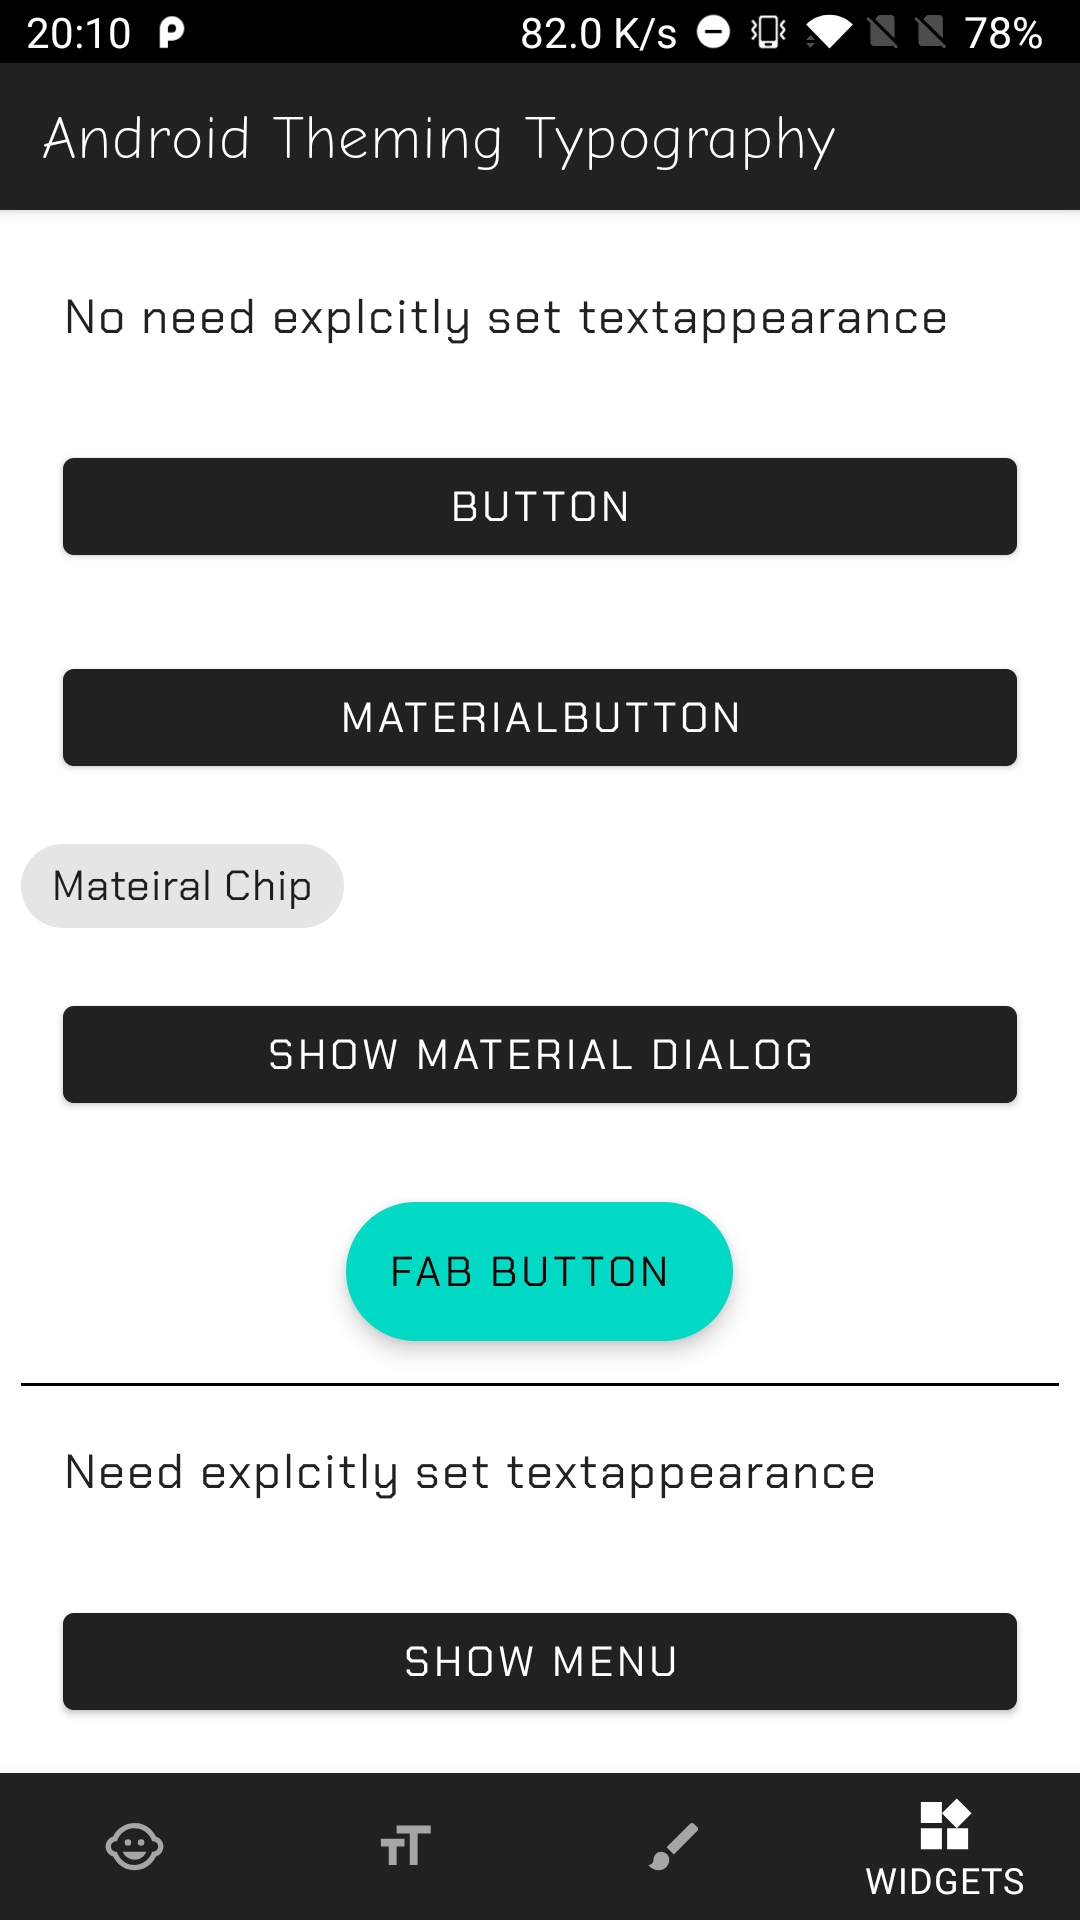 20:10 82.0 K/s 78%
Android Theming Typography
No need explcitly set textappearance
BUTTON
MATERIALBUTTON
Mateiral Chip
SHOW MATERIAL DIALOG
FAB BUTTON
Need explcitly set textappearance
SHOW MENU
WIDGETS